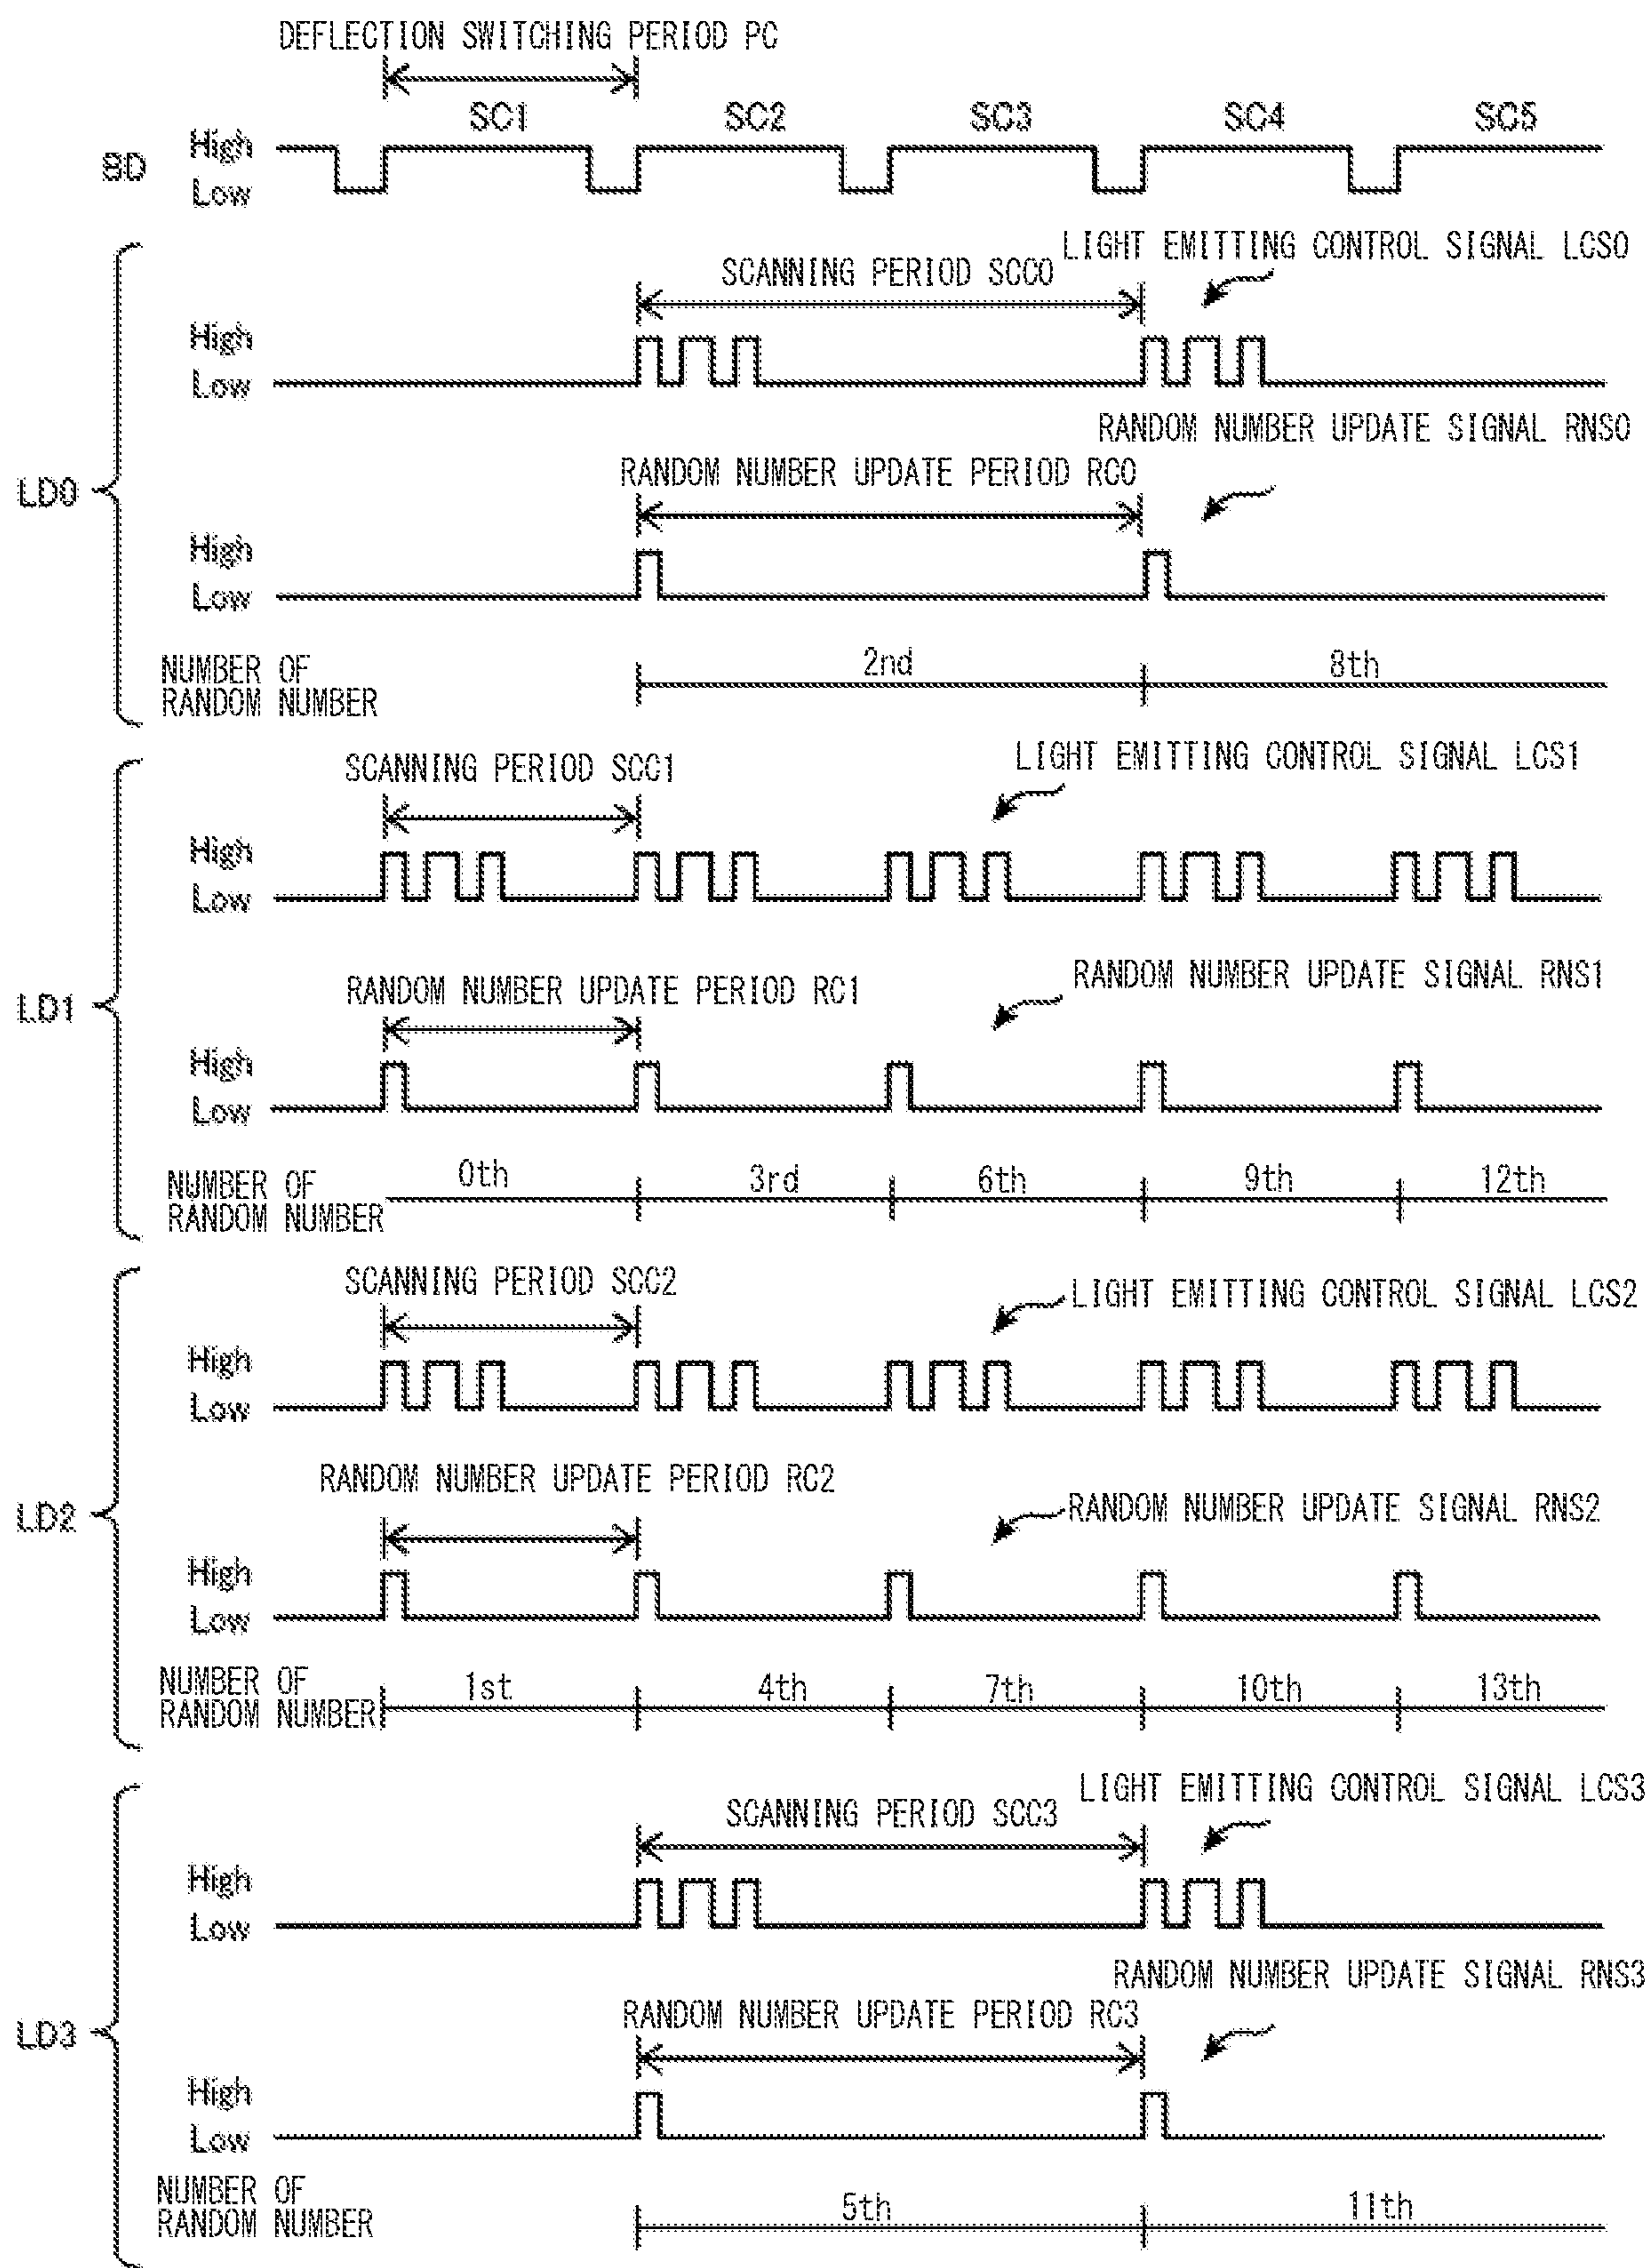 DEFLECTION SWITCHING PERIOD PC
SC1 SC2 SC3 SC4 SC5
BD High
Low
LIGHT EMITTING CONTROL SIGNAL LCS0
SCANNING PERIOD SCC0
High
Low
RANDOM NUMBER UPDATE SIGNAL RNS0
RANDOM NUMBER UPDATE PERIOD RC0
LD0
High
Low
NUMBER OF
RANDOM NUMBER
2nd 8th
LIGHT EMITTING CONTROL SIGNAL LCS1
SCANNING PERIOD SCC1
High
Low
RANDOM NUMBER UPDATE SIGNAL RNS1
RANDOM NUMBER UPDATE PERIOD RC1
LD1
High
Low
NUMBER OF
RANDOM NUMBER
0th 3rd 6th 9th 12th
SCANNING PERIOD SCC2
LIGHT EMITTING CONTROL SIGNAL LCS2
High
Low
RANDOM NUMBER UPDATE PERIOD RC2
RANDOM NUMBER UPDATE SIGNAL RNS2
LD2
High
Low
NUMBER OF
RANDOM NUMBER
1st 4th 7th 10th 13th
LIGHT EMITTING CONTROL SIGNAL LCS3
SCANNING PERIOD SCC3
High
Low
RANDOM NUMBER UPDATE SIGNAL RNS3
RANDOM NUMBER UPDATE PERIOD RC3
LD3
High
Low
NUMBER OF
RANDOM NUMBER
5th 11th